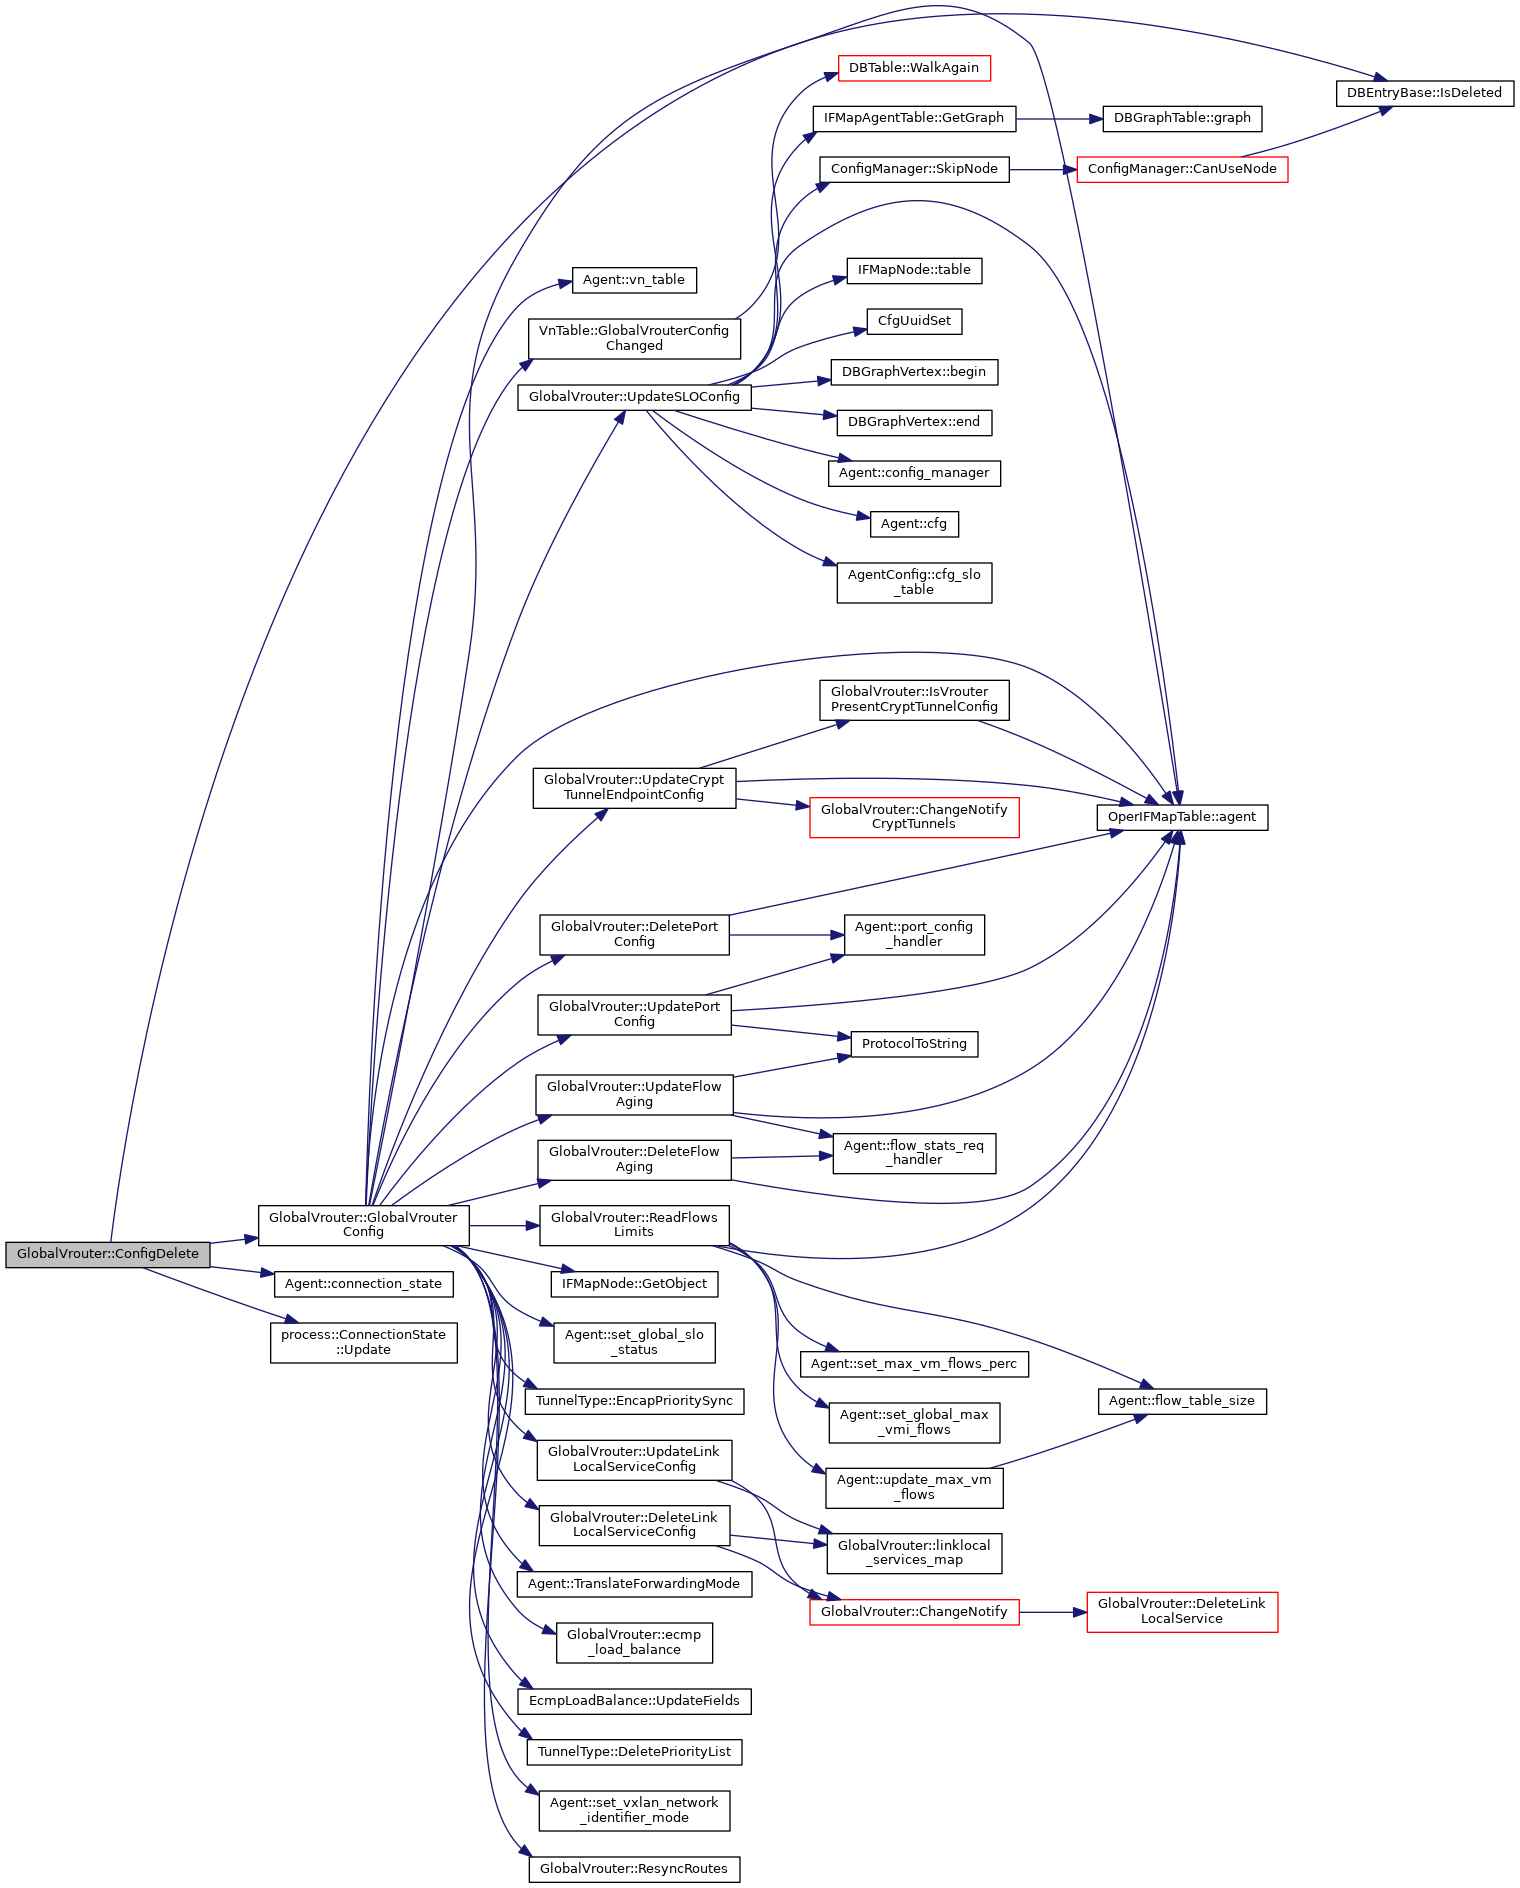 DBTable::WalkAgain
DBEntryBase::IsDeleted
IFMapAgentTable::GetGraph
DBGraphTable::graph
ConfigManager::SkipNode
ConfigManager::CanUseNode
Agent::vn_table
IFMapNode::table
VnTable::GlobalVrouterConfig
Changed
CfgUuidSet
GlobalVrouter::UpdateSLOConfig
DBGraphVertex::begin
DBGraphVertex::end
Agent::config_manager
Agent::cfg
AgentConfig::cfg_slo
_table
GlobalVrouter::IsVrouter
PresentCryptTunnelConfig
GlobalVrouter::UpdateCrypt
TunnelEndpointConfig
GlobalVrouter::ChangeNotify
CryptTunnels
OperIFMapTable::agent
GlobalVrouter::DeletePort
Config
Agent::port_config
_handler
GlobalVrouter::UpdatePort
Config
ProtocolToString
GlobalVrouter::UpdateFlow
Aging
GlobalVrouter::DeleteFlow
Aging
Agent::flow_stats_req
_handler
GlobalVrouter::GlobalVrouter
Config
GlobalVrouter::ReadFlows
Limits
GlobalVrouter::ConfigDelete
Agent::connection_state
IFMapNode::GetObject
process::ConnectionState
::Update
Agent::set_global_slo
_status
Agent::set_max_vm_flows_perc
TunnelType::EncapPrioritySync
Agent::flow_table_size
Agent::set_global_max
_vmi_flows
GlobalVrouter::UpdateLink
LocalServiceConfig
Agent::update_max_vm
_flows
GlobalVrouter::DeleteLink
LocalServiceConfig
GlobalVrouter::linklocal
_services_map
Agent::TranslateForwardingMode
GlobalVrouter::ChangeNotify
GlobalVrouter::DeleteLink
LocalService
GlobalVrouter::ecmp
_load_balance
EcmpLoadBalance::UpdateFields
TunnelType::DeletePriorityList
Agent::set_vxlan_network
_identifier_mode
GlobalVrouter::ResyncRoutes